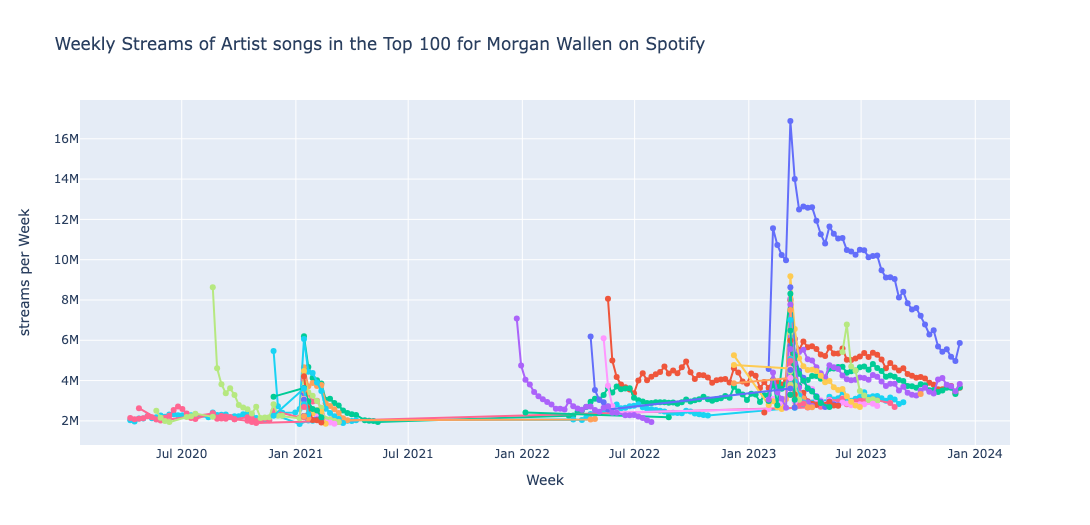 Weekly Streams of Artist songs in the Top 100 for Morgan Wallen on Spotify
streams per Week
16M
14M
12M
10M
8M
6M
4M
2M
Jul 2020
Jan 2021
Jul 2021
Jan 2022
Jul 2022
Jan 2023
Jul 2023
Jan 2024
Week